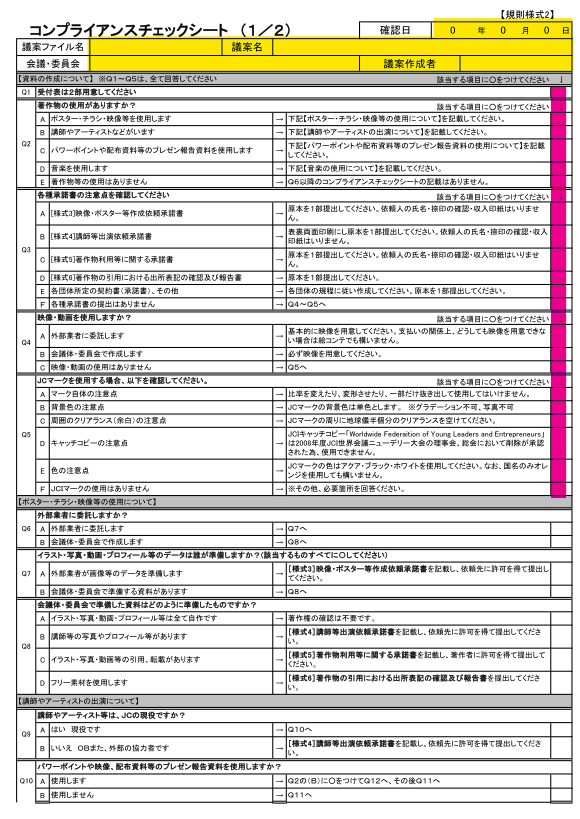 【規則様式2】
コンプライアンスチェックシート（１／２）
確認日 0 年 0 月 0 日
議案ファイル名 議案名
会議・委員会 議案作成者
【資料の作成について】 ※Q1～Q5は、全て回答してください 該当する項目に○をつけてください ↓
Q1 受付表は2部用意してください
Q2 著作物の使用がありますか？ 該当する項目に○をつけてください ↓
A ポスター・チラシ・映像等を使用します → 下記【ポスター・チラシ・映像等の使用について】を記載してください。
B 講師やアーティストなどがいます → 下記【講師やアーティストの出演について】を記載してください。
C パワーポイントや配布資料等のプレゼン報告資料を使用します → 下記【パワーポイントや配布資料等のプレゼン報告資料の使用について】を記載
してください。
D 音楽を使用します → 下記【音楽の使用について】を記載してください。
E 著作物等の使用はありません → Q6以降のコンプライアンスチェックシートの記載はありません。
Q3 各種承諾書の注意点を確認してください 該当する項目に○をつけてください ↓
A [様式3]映像・ポスター等作成依頼承諾書 → 原本を1部提出してください。依頼人の氏名・捺印の確認・収入印紙はいりませ
ん。
B [様式4]講師等出演依頼承諾書 → 表裏両面印刷にし原本を1部提出してください。依頼人の氏名・捺印の確認・収入
印紙はいりません。
C [様式5]著作物利用等に関する承諾書 → 原本を1部提出してください。依頼人の氏名・捺印の確認・収入印紙はいりませ
ん。
D [様式6]著作物の引用における出所表記の確認及び報告書 → 原本を1部提出してください。
E 各団体所定の契約書（承諾書）、その他 → 各団体の規程に従い作成してください。原本を1部提出してください。
F 各種承諾書の提出はありません → Q4～Q5へ
Q4 映像・動画を使用しますか？ 該当する項目に○をつけてください ↓
A 外部業者に委託します → 基本的に映像を用意してください。支払いの関係上、どうしても映像を用意できな
い場合は絵コンテでも構いません。
B 会議体・委員会で作成します → 必ず映像を用意してください。
C 映像・動画の使用はありません → Q5へ
Q5 JCマークを使用する場合、以下を確認してください。 該当する項目に○をつけてください ↓
A マーク自体の注意点 → 比率を変えたり、変形させたり、一部だけ抜き出して使用してはいけません。
B 背景色の注意点 → JCマークの背景色は単色とします。 ※グラデーション不可、写真不可
C 周囲のクリアランス（余白）の注意点 → JCマークの周りに地球儀半個分のクリアランスを空けてください。
D キャッチコピーの注意点 → JCIキャッチコピー「Worldwide Federaition of Young Leaders and Entrepreneurs」
は2008年度JCI世界会議ニューデリー大会の理事会、総会において削除が承認
された為、使用できません。
E 色の注意点 → JCマークの色はアクア・ブラック・ホワイトを使用してください。なお、国名のみオレ
ンジを使用しても構いません。
F JCIマークの使用はありません → ※その他、必要箇所を回答ください。
【ポスター・チラシ・映像等の使用について】
Q6 外部業者に委託しますか？
A 外部業者に委託します → Q7へ
B 会議体・委員会で作成します → Q8へ
Q7 イラスト・写真・動画・プロフィール等のデータは誰が準備しますか？（該当するものすべてに○してください）
A 外部業者が画像等のデータを準備します → [様式3]映像・ポスター等作成依頼承諾書を記載し、依頼先に許可を得て提出し
てください。
B 会議体・委員会で準備する資料があります → Q8へ
Q8 会議体・委員会で準備した資料はどのように準備したものですか？
A イラスト・写真・動画・プロフィール等は全て自作です → 著作権の確認は不要です。
B 講師等の写真やプロフィール等があります → [様式4]講師等出演依頼承諾書を記載し、依頼先に許可を得て提出してくださ
い。
C イラスト・写真・動画等の引用、転載があります → [様式5]著作物利用等に関する承諾書を記載し、著作者に許可を得て提出して
ください。
D フリー素材を使用します → [様式6]著作物の引用における出所表記の確認及び報告書を提出してくださ
い。
【講師やアーティストの出演について】
Q9 講師やアーティスト等は、JCの現役ですか？
A はい 現役です → Q10へ
B いいえ OBまた、外部の協力者です → [様式4]講師等出演依頼承諾書を記載し、依頼先に許可を得て提出してくださ
い。
Q10 パワーポイントや映像、配布資料等のプレゼン報告資料を使用しますか？
A 使用します → Q2の（B）に○をつけてQ12へ、その後Q11へ
B 使用しません → Q11へ